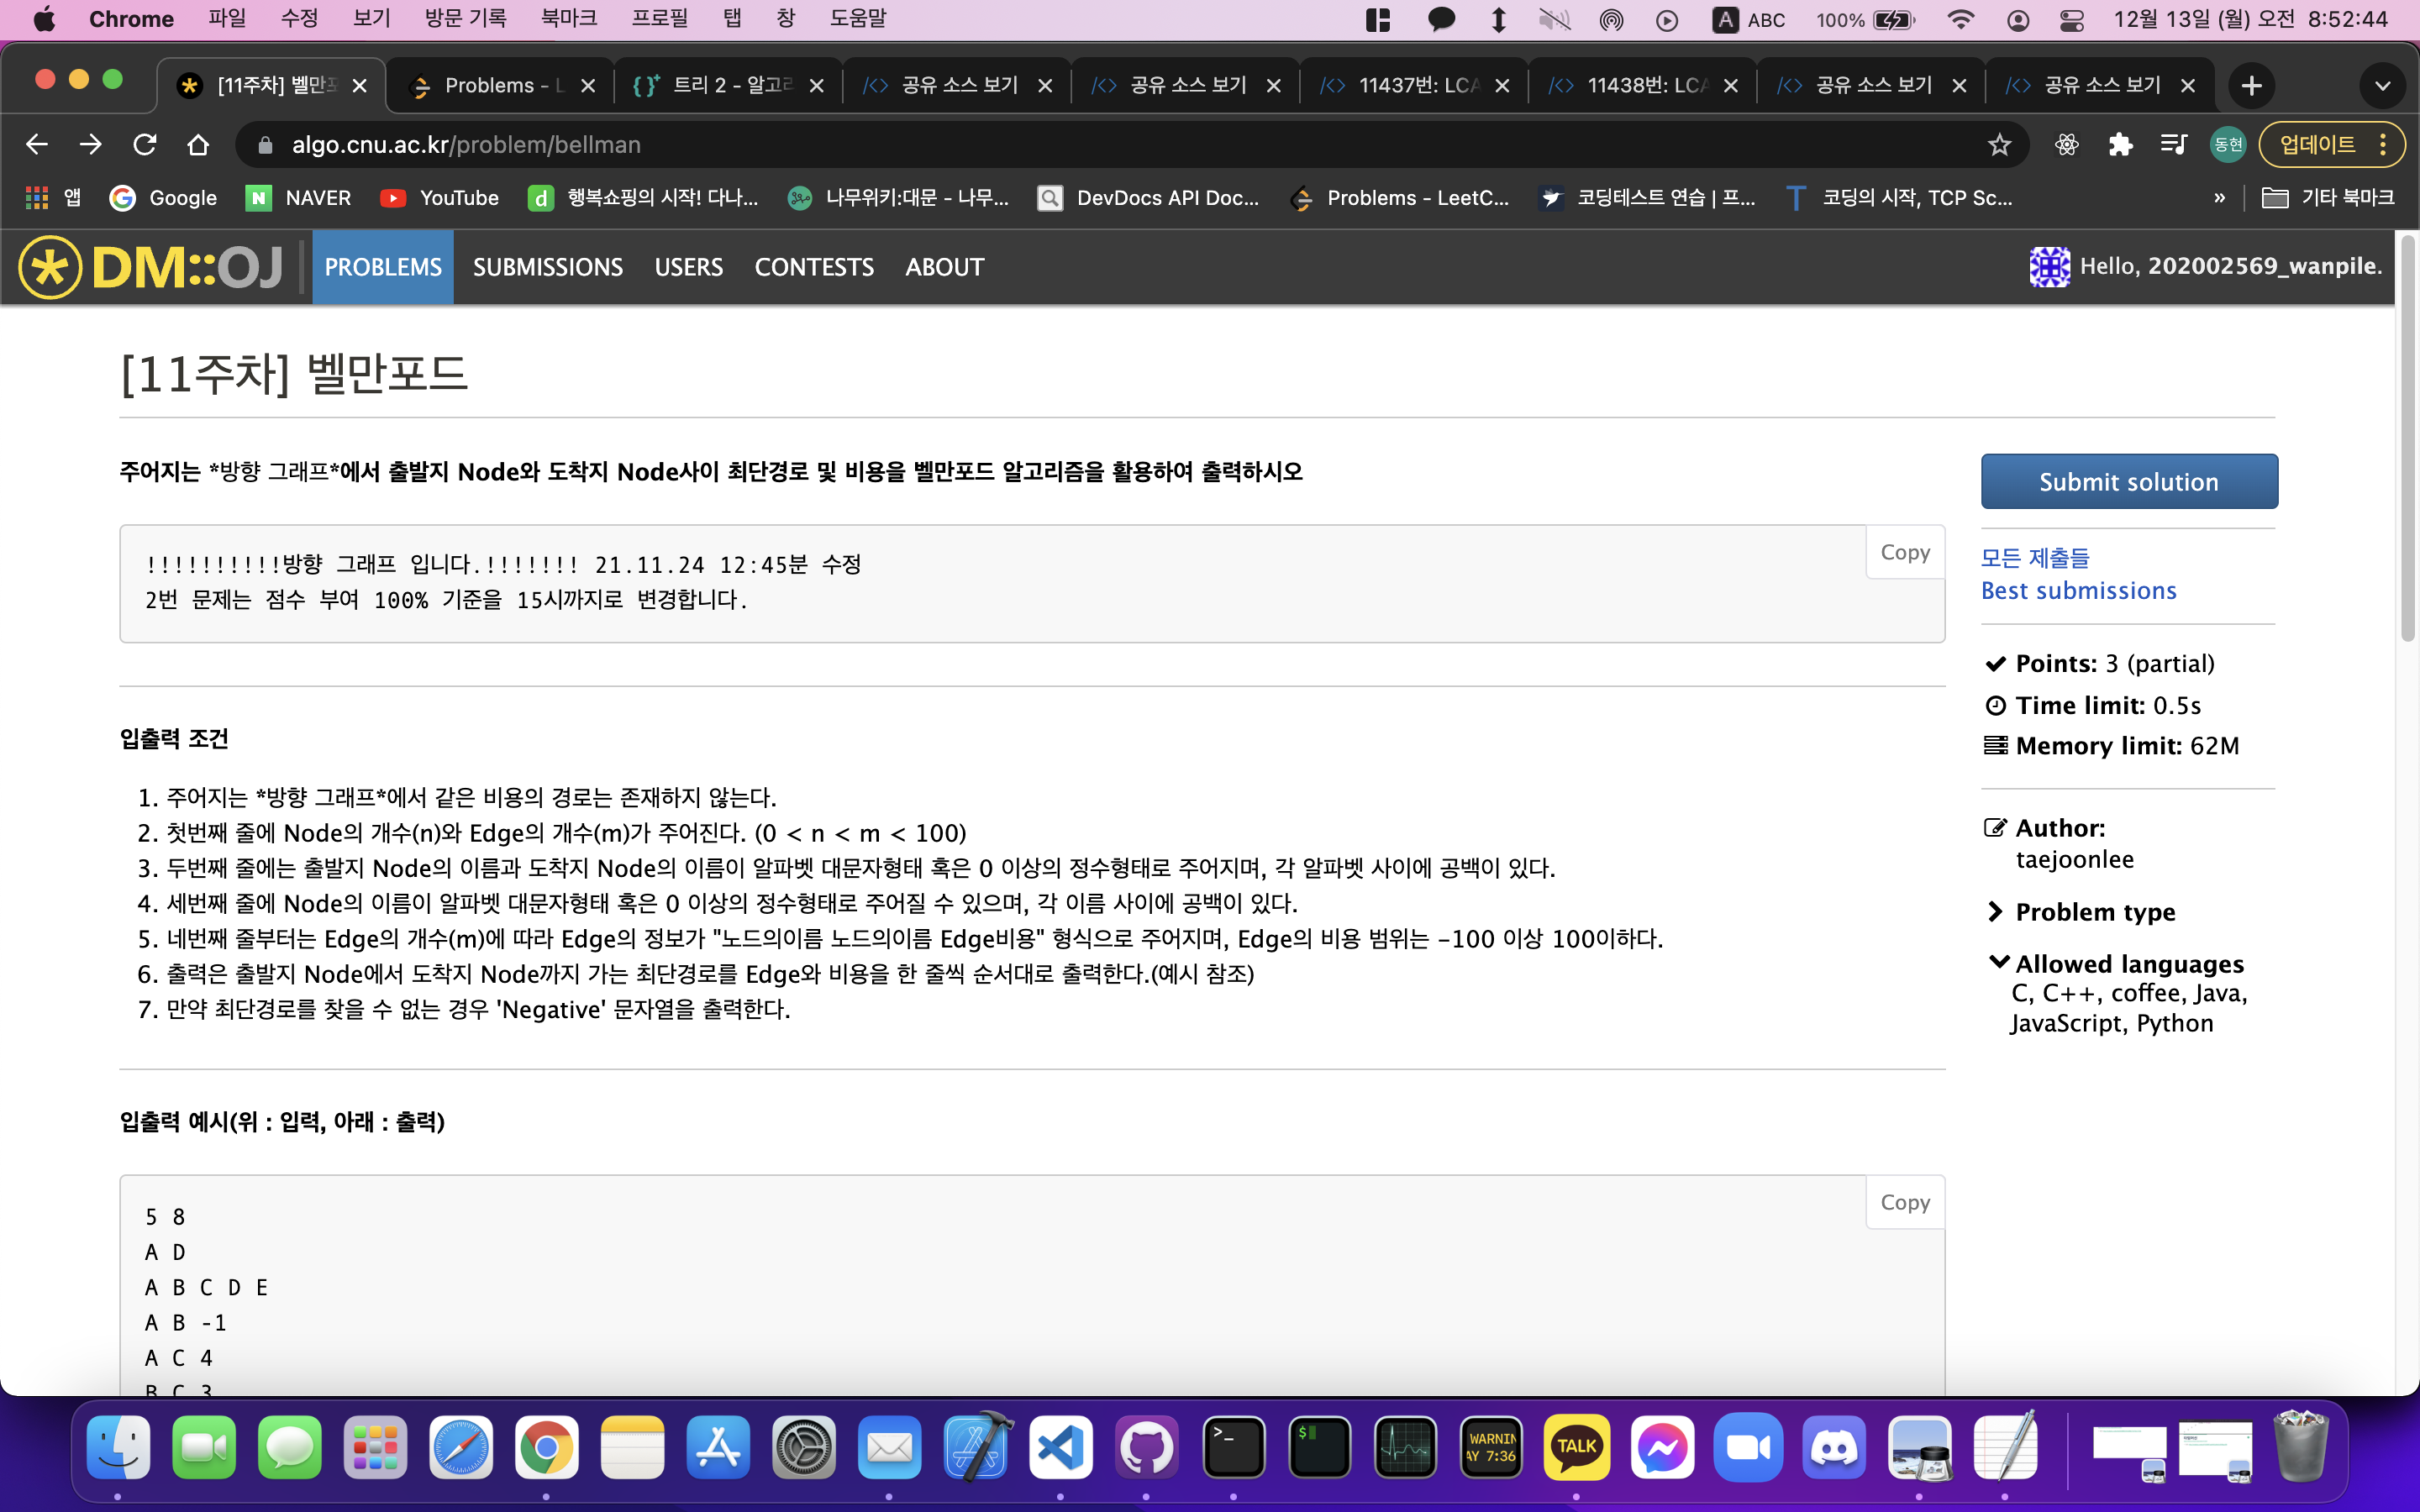 Chrome 파일 수정 보기 방문 기록 북마크 프로필 탭 창 도움말 A ABC 100% 12월 13일 (월) 오전 8:52:44
[11주차] 벨만포 Problems - L 트리 2 - 알고리 공유 소스 보기 공유 소스 보기 11437번: LCA 11438번: LCA 공유 소스 보기 공유 소스 보기
algo.cnu.ac.kr/problem/bellman 동현 업데이트
앱 Google NAVER YouTube 행복쇼핑의 시작! 다나... 나무위키:대문 - 나무... DevDocs API Doc... Problems - LeetC... 코딩테스트 연습 | 프... 코딩의 시작, TCP Sc... » 기타 북마크
DM::OJ PROBLEMS SUBMISSIONS USERS CONTESTS ABOUT Hello, 202002569_wanpile.
[11주차] 벨만포드
주어지는 *방향 그래프*에서 출발지 Node와 도착지 Node사이 최단경로 및 비용을 벨만포드 알고리즘을 활용하여 출력하시오
Copy
!!!!!!!!!!방향 그래프 입니다.!!!!!!! 21.11.24 12:45분 수정
2번 문제는 점수 부여 100% 기준을 15시까지로 변경합니다.
입출력 조건
1. 주어지는 *방향 그래프*에서 같은 비용의 경로는 존재하지 않는다.
2. 첫번째 줄에 Node의 개수(n)와 Edge의 개수(m)가 주어진다. (0 < n < m < 100)
3. 두번째 줄에는 출발지 Node의 이름과 도착지 Node의 이름이 알파벳 대문자형태 혹은 0 이상의 정수형태로 주어지며, 각 알파벳 사이에 공백이 있다.
4. 세번째 줄에 Node의 이름이 알파벳 대문자형태 혹은 0 이상의 정수형태로 주어질 수 있으며, 각 이름 사이에 공백이 있다.
5. 네번째 줄부터는 Edge의 개수(m)에 따라 Edge의 정보가 "노드의이름 노드의이름 Edge비용" 형식으로 주어지며, Edge의 비용 범위는 -100 이상 100이하다.
6. 출력은 출발지 Node에서 도착지 Node까지 가는 최단경로를 Edge와 비용을 한 줄씩 순서대로 출력한다.(예시 참조)
7. 만약 최단경로를 찾을 수 없는 경우 'Negative' 문자열을 출력한다.
입출력 예시(위 : 입력, 아래 : 출력)
Copy
5 8
A D
A B C D E
A B -1
A C 4
B C 3
Submit solution
모든 제출들
Best submissions
Points: 3 (partial)
Time limit: 0.5s
Memory limit: 62M
Author:
taejoonlee
Problem type
Allowed languages
C, C++, coffee, Java,
JavaScript, Python
>_ $ WARNIN
AY 7:36
TALK